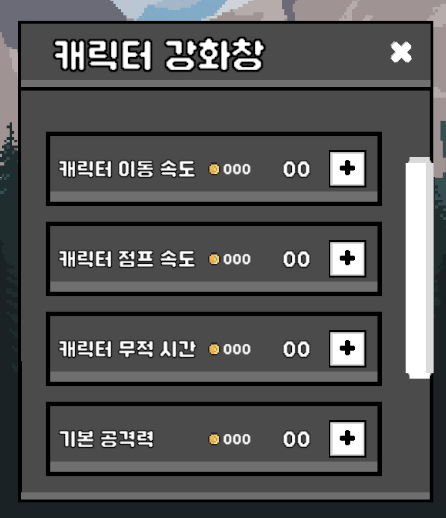 캐릭터 강화창
캐릭터 이동 속도 000 00 +
캐릭터 점프 속도 000 00 +
캐릭터 무적 시간 000 00 +
기본 공격력 000 00 +